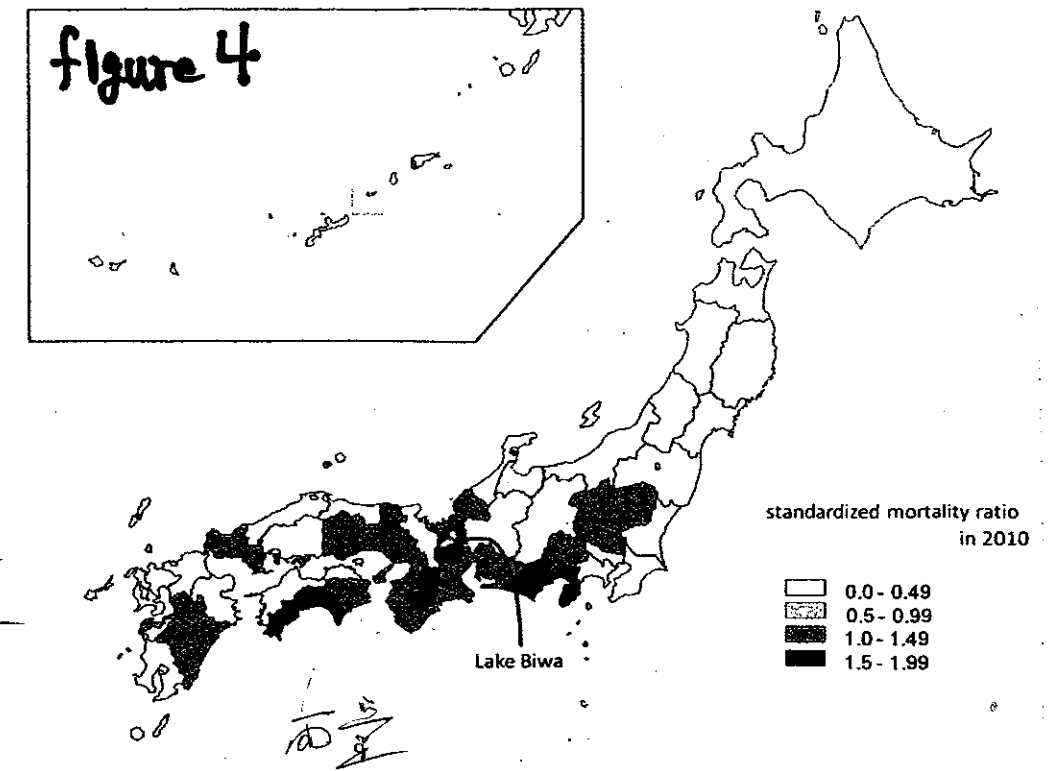 figure 4
standardized mortality ratio
in 2010
0.0 - 0.49
0.5 - 0.99
1.0 - 1.49
1.5 - 1.99
Lake Biwa